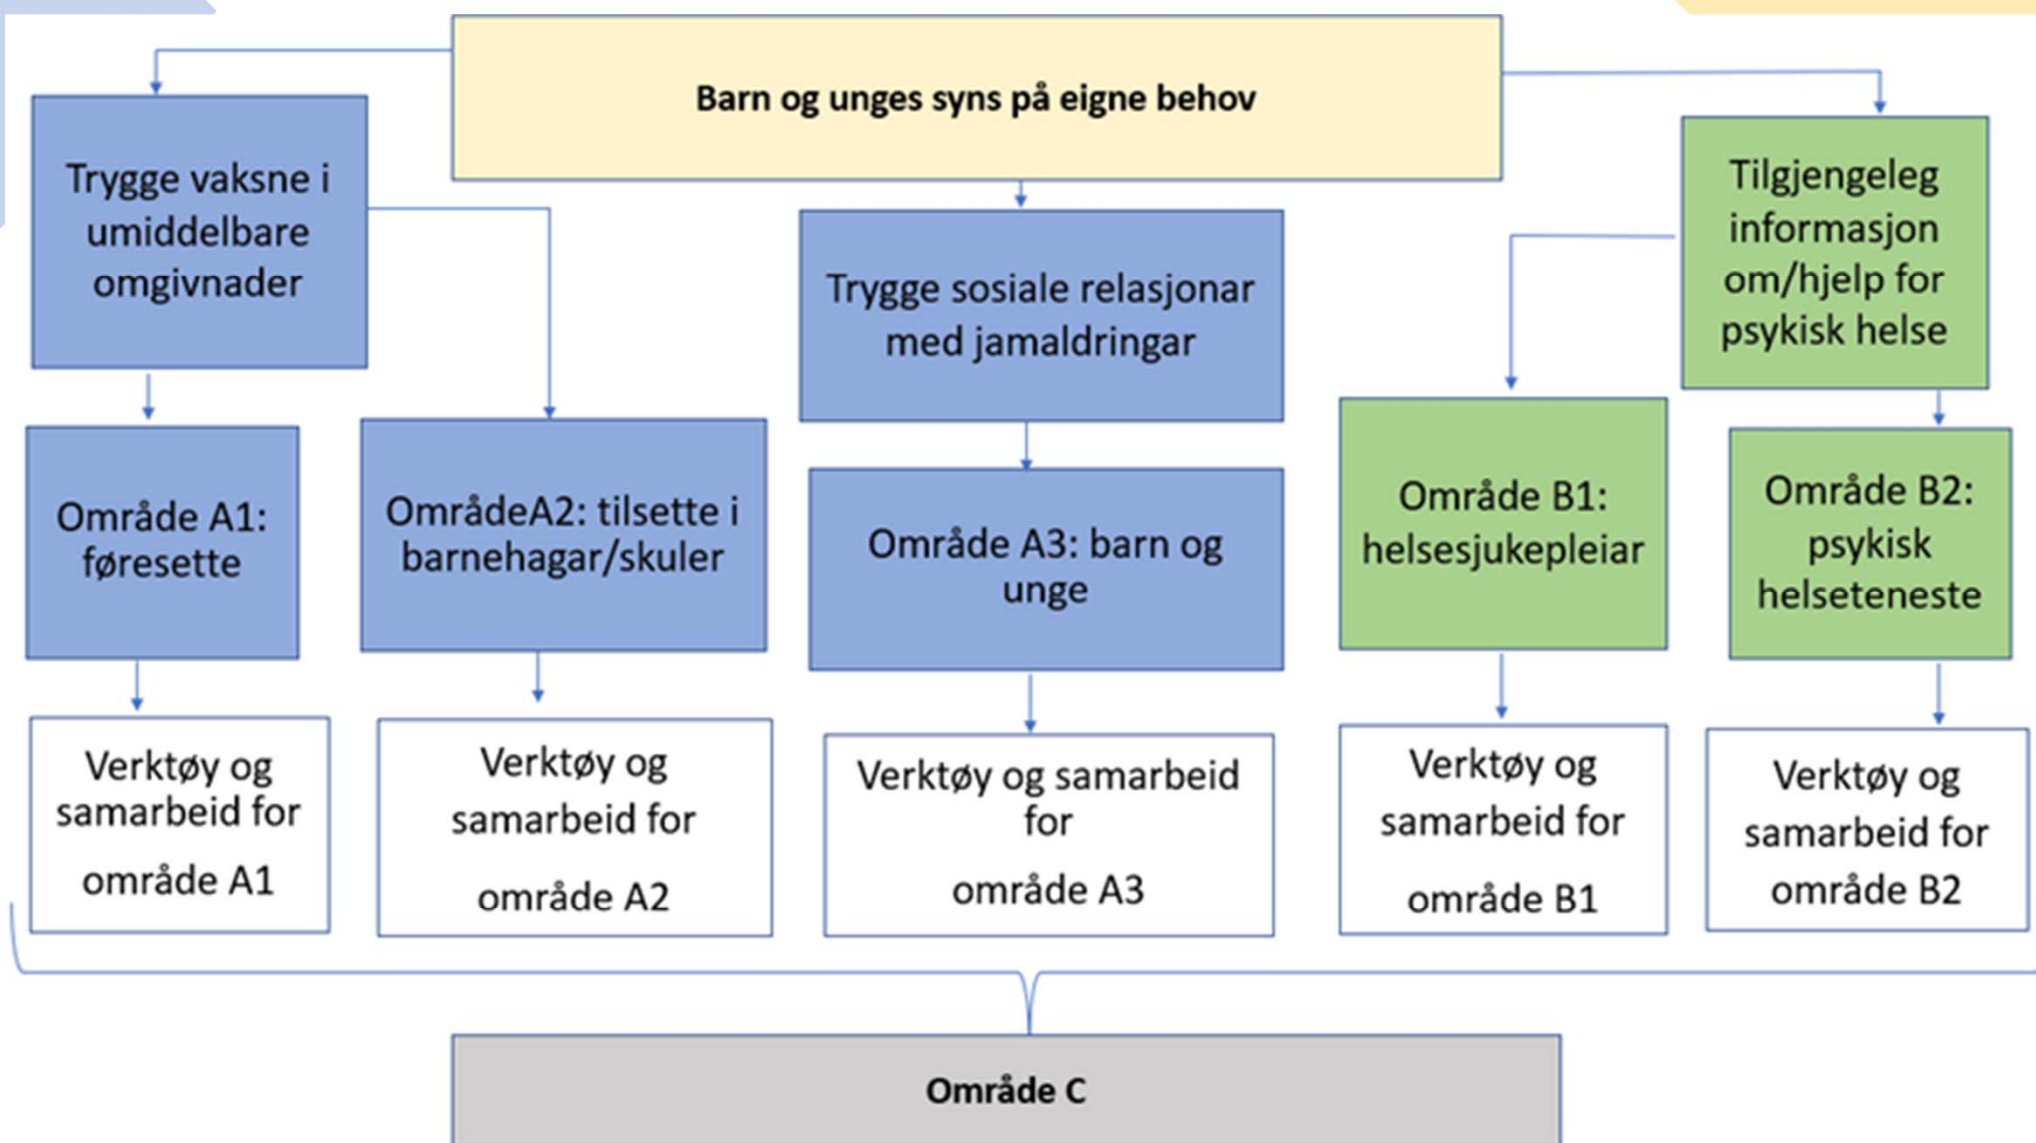 Barn og unges syns på eigne behov
Trygge vaksne i
umiddelbare
omgivnader
Trygge sosiale relasjonar
med jamaldringar
Tilgjengeleg
informasjon
om/hjelp for
psykisk helse
Område A1:
føresette
OmrådeA2: tilsette i
barnehagar/skuler
Område A3: barn og
unge
Område B1:
helsesjukepleiar
Område B2:
psykisk
helseteneste
Verktøy og
samarbeid for
område A1
Verktøy og
samarbeid for
område A2
Verktøy og samarbeid
for
område A3
Verktøy og
samarbeid for
område B1
Verktøy og
samarbeid for
område B2
Område C